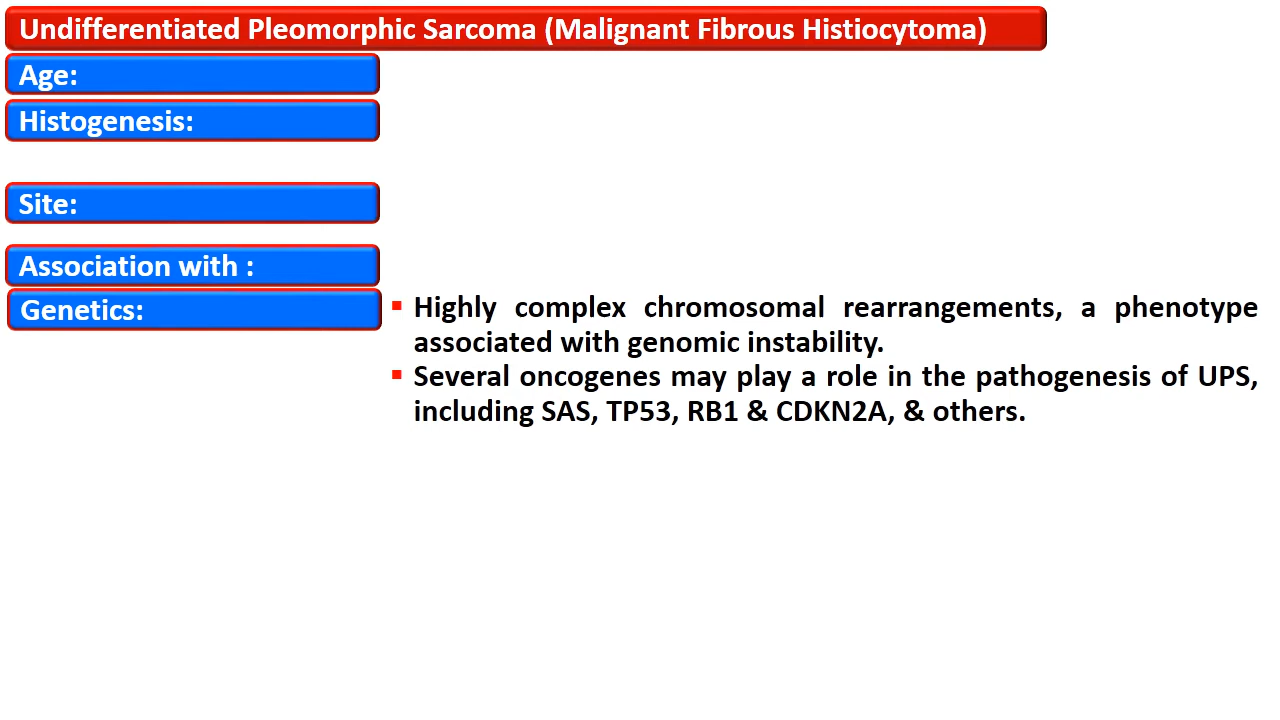 Undifferentiated Pleomorphic Sarcoma (Malignant Fibrous Histiocytoma)
Age:
Histogenesis:
Site:
Association with :
Genetics:
▪ Highly complex chromosomal rearrangements, a phenotype
associated with genomic instability.
▪ Several oncogenes may play a role in the pathogenesis of UPS,
including SAS, TP53, RB1 & CDKN2A, & others.